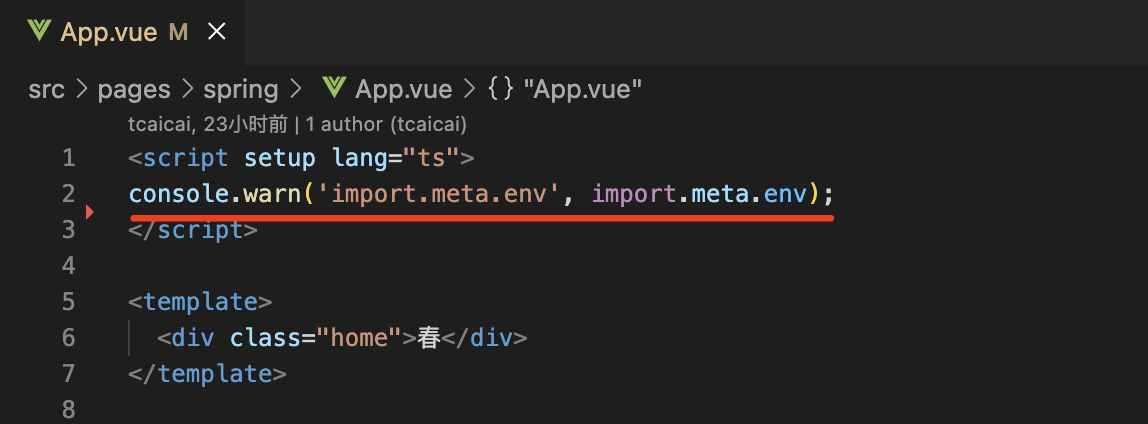 App.vue M
src > pages > spring > App.vue > {} "App.vue"
tcaicai, 23小时前 | 1 author (tcaicai)
1 <script setup lang="ts">
2 console.warn('import.meta.env', import.meta.env);
3 </script>
4
5 <template>
6 <div class="home">春</div>
7 </template>
8